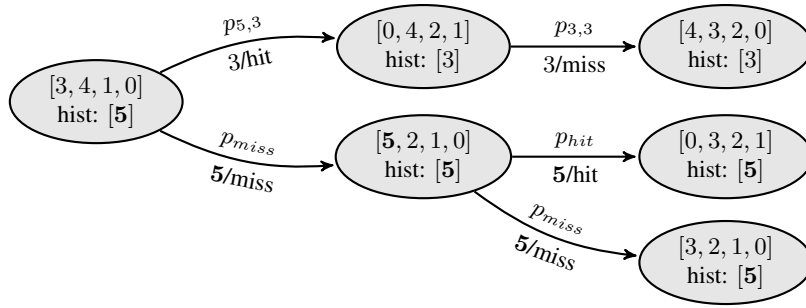 [3, 4, 1, 0]
hist: [5]
p5,3
3/hit
[0, 4, 2, 1]
hist: [3]
p3,3
3/miss
[4, 3, 2, 0]
hist: [3]
pmiss
5/miss
[5, 2, 1, 0]
hist: [5]
phit
5/hit
[0, 3, 2, 1]
hist: [5]
pmiss
5/miss
[3, 2, 1, 0]
hist: [5]